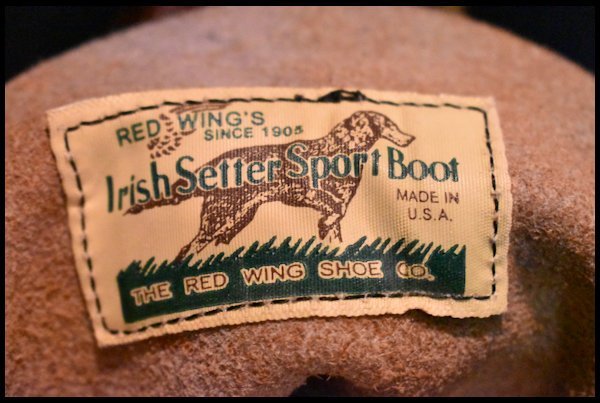 RED WING'S
SINCE 1905
Irish Setter Sport Boot
MADE IN
U.S.A.
THE RED WING SHOE CO.